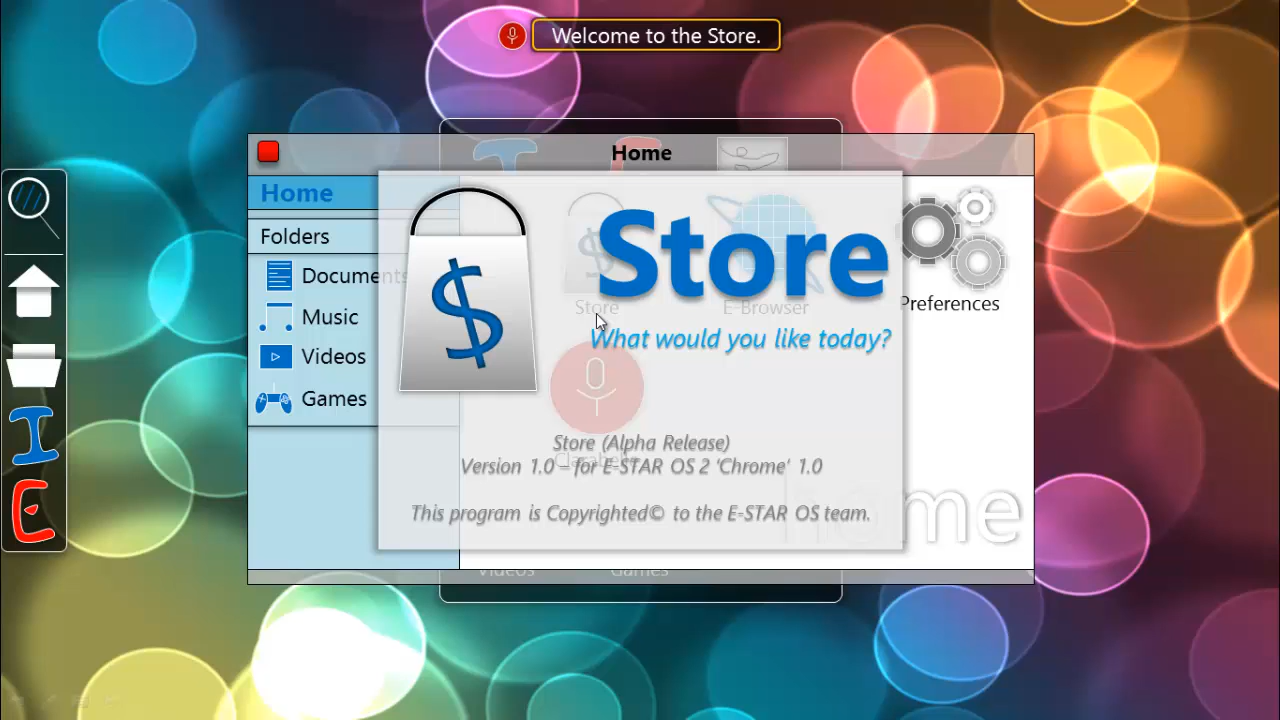 Welcome to the Store.
Home
Home
Folders
Documents
Music
Videos
Games
$
Store
What would you like today?
Store
E-Browser
Preferences
Clarabelle
Store (Alpha Release)
Version 1.0 – for E-STAR OS 2 'Chrome' 1.0
This program is Copyrighted© to the E-STAR OS team.
home
Videos
Games
I
E